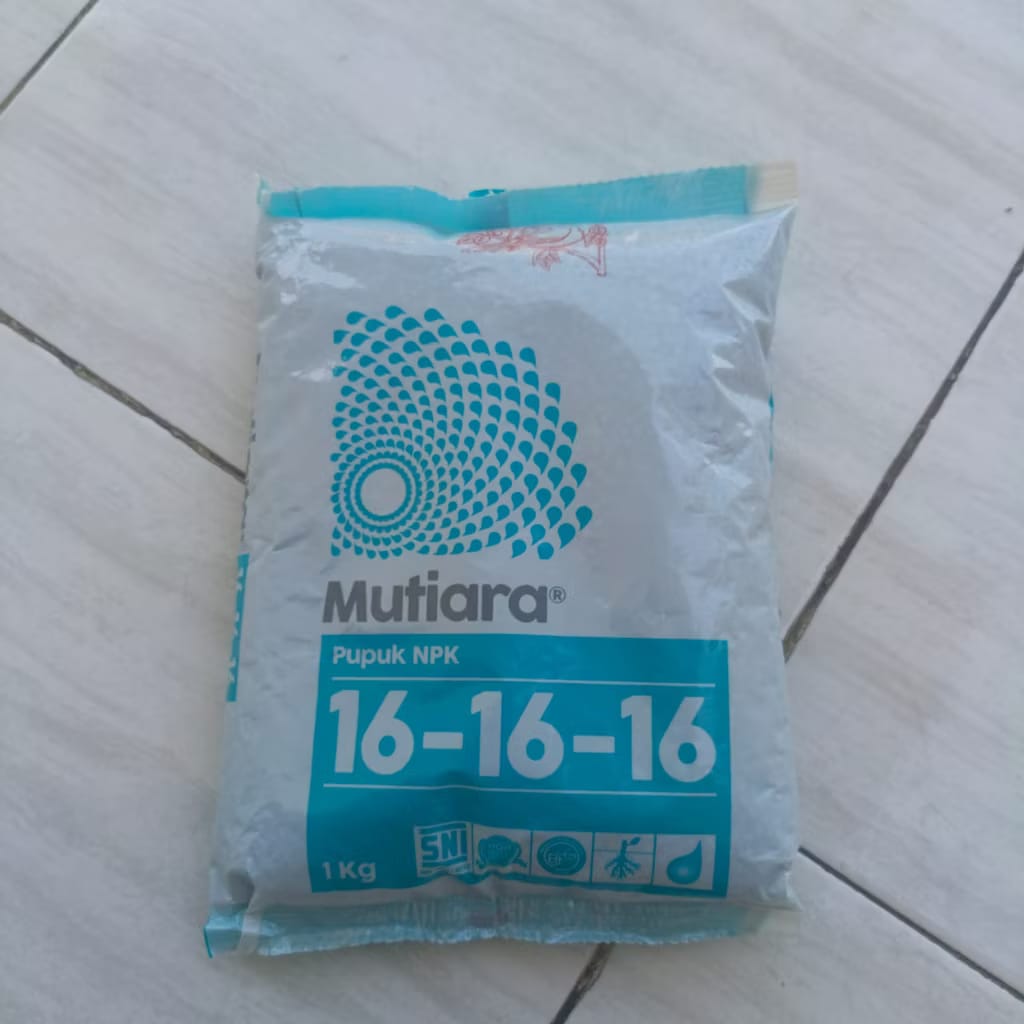 Mutiara®
Pupuk NPK
16-16-16
1 Kg
SNI